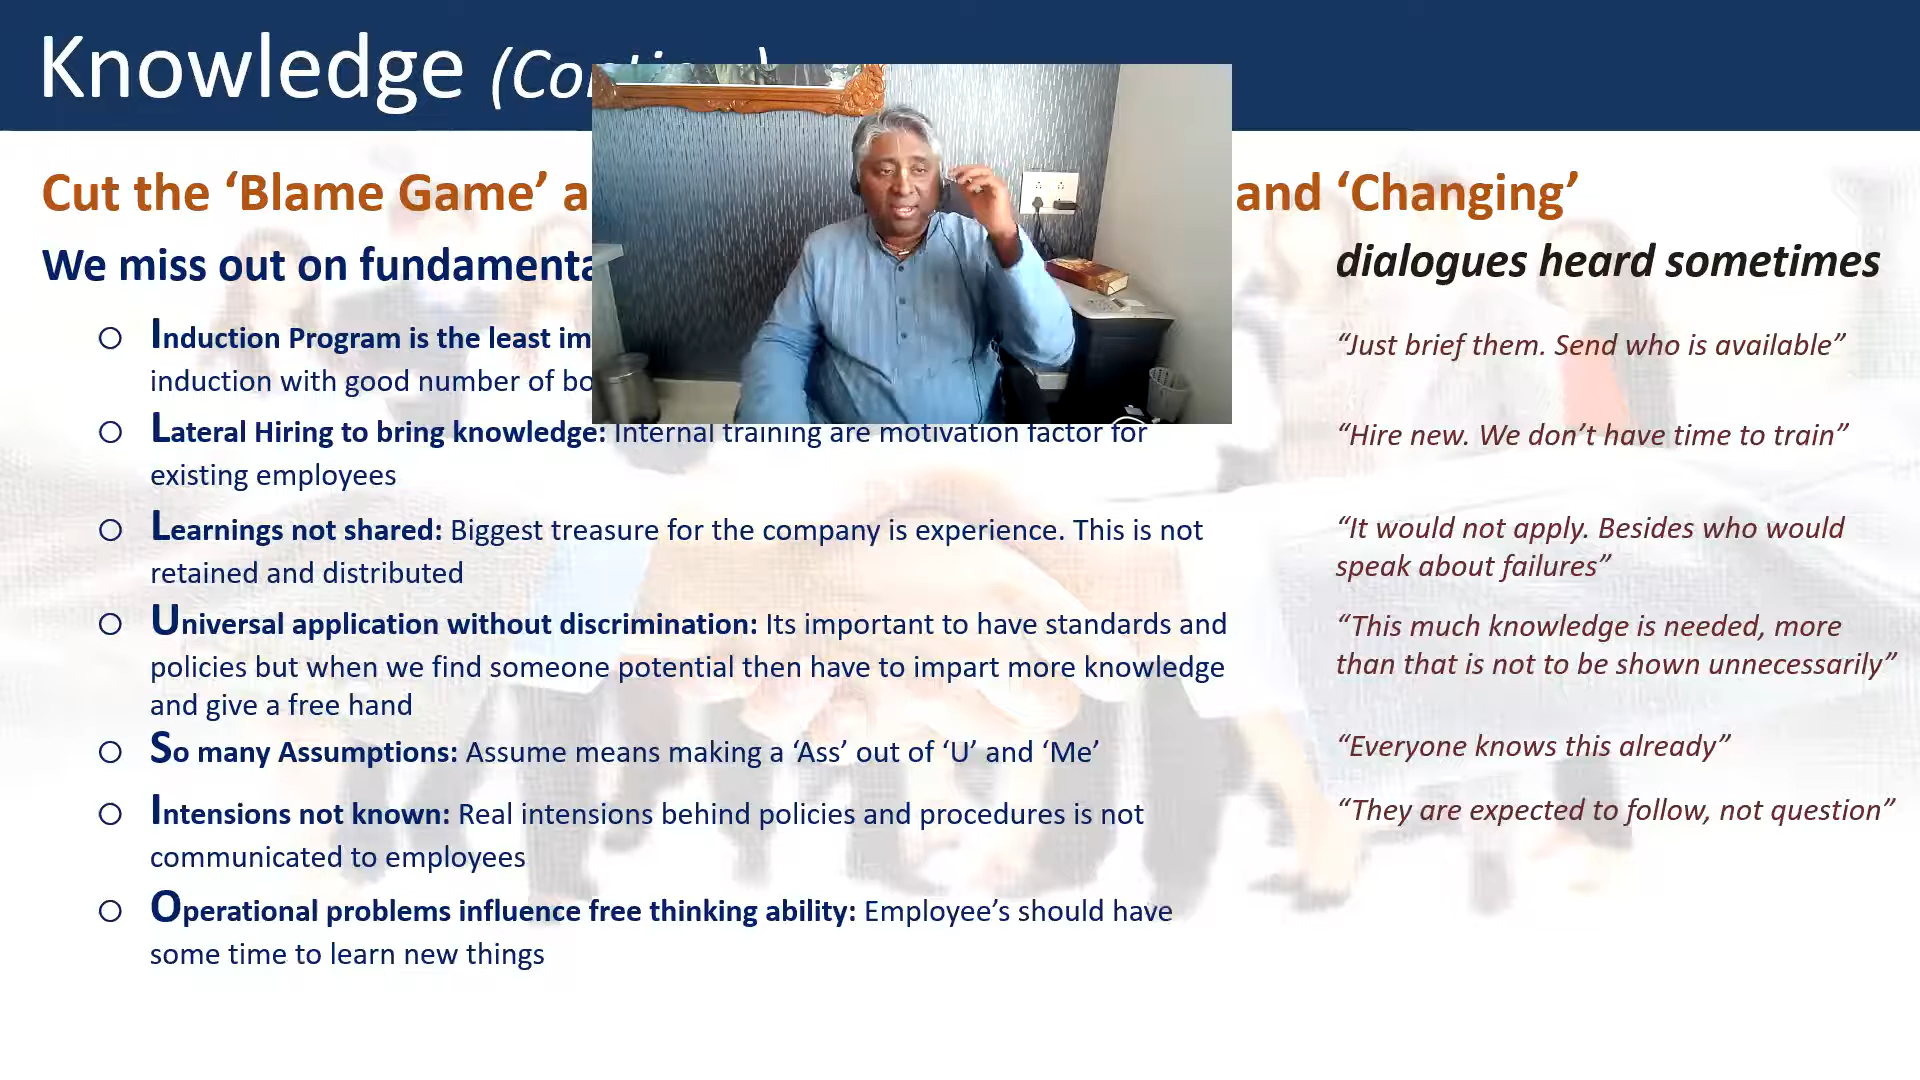 Knowledge
Cut the ‘Blame Game’ and ‘Changing’
We miss out on dialogues heard sometimes
Induction Program is the least “Just brief them. Send who is available”
induction with good number of
Lateral Hiring to bring knowledge: Internal training are motivation factor for “Hire new. We don’t have time to train”
existing employees
Learnings not shared: Biggest treasure for the company is experience. This is not “It would not apply. Besides who would
retained and distributed speak about failures”
Universal application without discrimination: Its important to have standards and “This much knowledge is needed, more
policies but when we find someone potential then have to impart more knowledge than that is not to be shown unnecessarily”
and give a free hand
So many Assumptions: Assume means making a ‘Ass’ out of ‘U’ and ‘Me’ “Everyone knows this already”
Intensions not known: Real intensions behind policies and procedures is not “They are expected to follow, not question”
communicated to employees
Operational problems influence free thinking ability: Employee’s should have
some time to learn new things